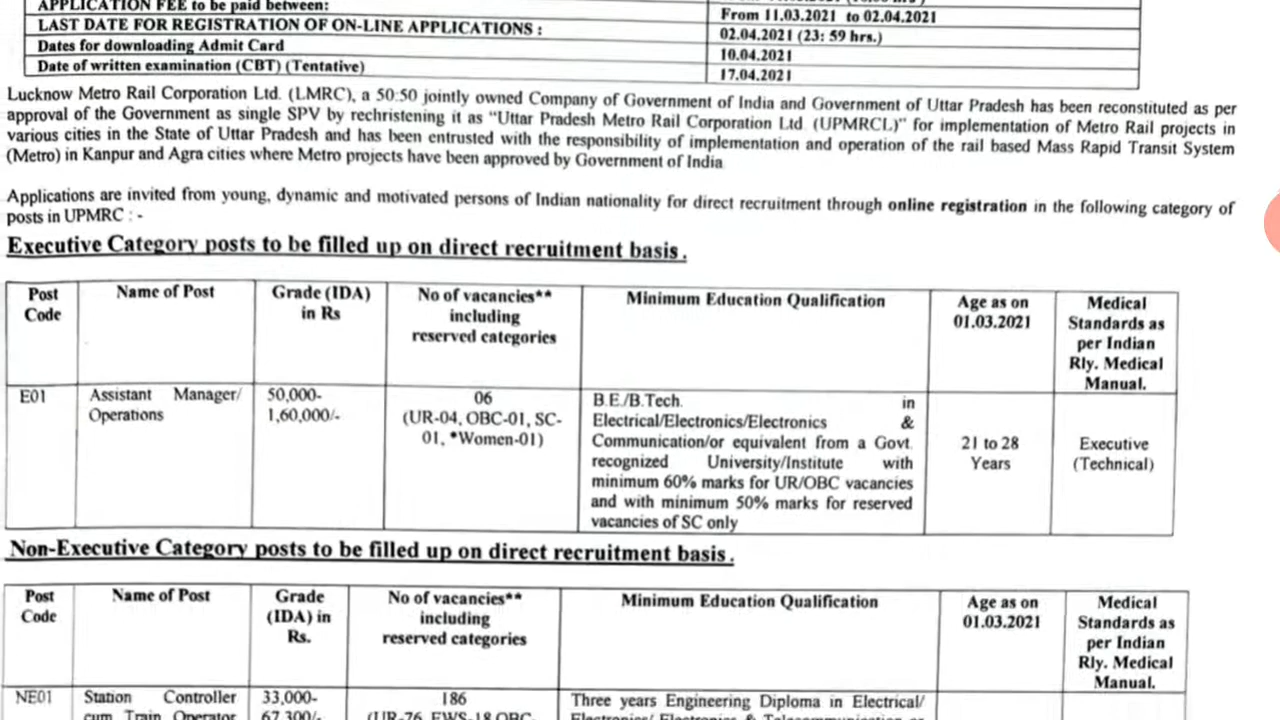 APPLICATION FEE to be paid between:
From 11.03.2021 to 02.04.2021
LAST DATE FOR REGISTRATION OF ON-LINE APPLICATIONS :
02.04.2021 (23: 59 hrs.)
Dates for downloading Admit Card
10.04.2021
Date of written examination (CBT) (Tentative)
17.04.2021
Lucknow Metro Rail Corporation Ltd. (LMRC), a 50:50 jointly owned Company of Government of India and Government of Uttar Pradesh has been reconstituted as per
approval of the Government as single SPV by rechristening it as “Uttar Pradesh Metro Rail Corporation Ltd. (UPMRCL)” for implementation of Metro Rail projects in
various cities in the State of Uttar Pradesh and has been entrusted with the responsibility of implementation and operation of the rail based Mass Rapid Transit System
(Metro) in Kanpur and Agra cities where Metro projects have been approved by Government of India
Applications are invited from young, dynamic and motivated persons of Indian nationality for direct recruitment through online registration in the following category of
posts in UPMRC : -
Executive Category posts to be filled up on direct recruitment basis.
Post
Code
Name of Post
Grade (IDA)
in Rs
No of vacancies**
including
reserved categories
Minimum Education Qualification
Age as on
01.03.2021
Medical
Standards as
per Indian
Rly. Medical
Manual.
E01
Assistant Manager/
Operations
50,000-
1,60,000/-
06
(UR-04, OBC-01, SC-
01, *Women-01)
B.E./B.Tech. in
Electrical/Electronics/Electronics &
Communication/or equivalent from a Govt.
recognized University/Institute with
minimum 60% marks for UR/OBC vacancies
and with minimum 50% marks for reserved
vacancies of SC only
21 to 28
Years
Executive
(Technical)
Non-Executive Category posts to be filled up on direct recruitment basis.
Post
Code
Name of Post
Grade
(IDA) in
Rs.
No of vacancies**
including
reserved categories
Minimum Education Qualification
Age as on
01.03.2021
Medical
Standards as
per Indian
Rly. Medical
Manual.
NE01
Station Controller
cum Train Operator
33,000-
67,300/-
186
(UR-76, EWS-18,OBC-
Three years Engineering Diploma in Electrical/
Electronics/ Electronics & Telecommunication or